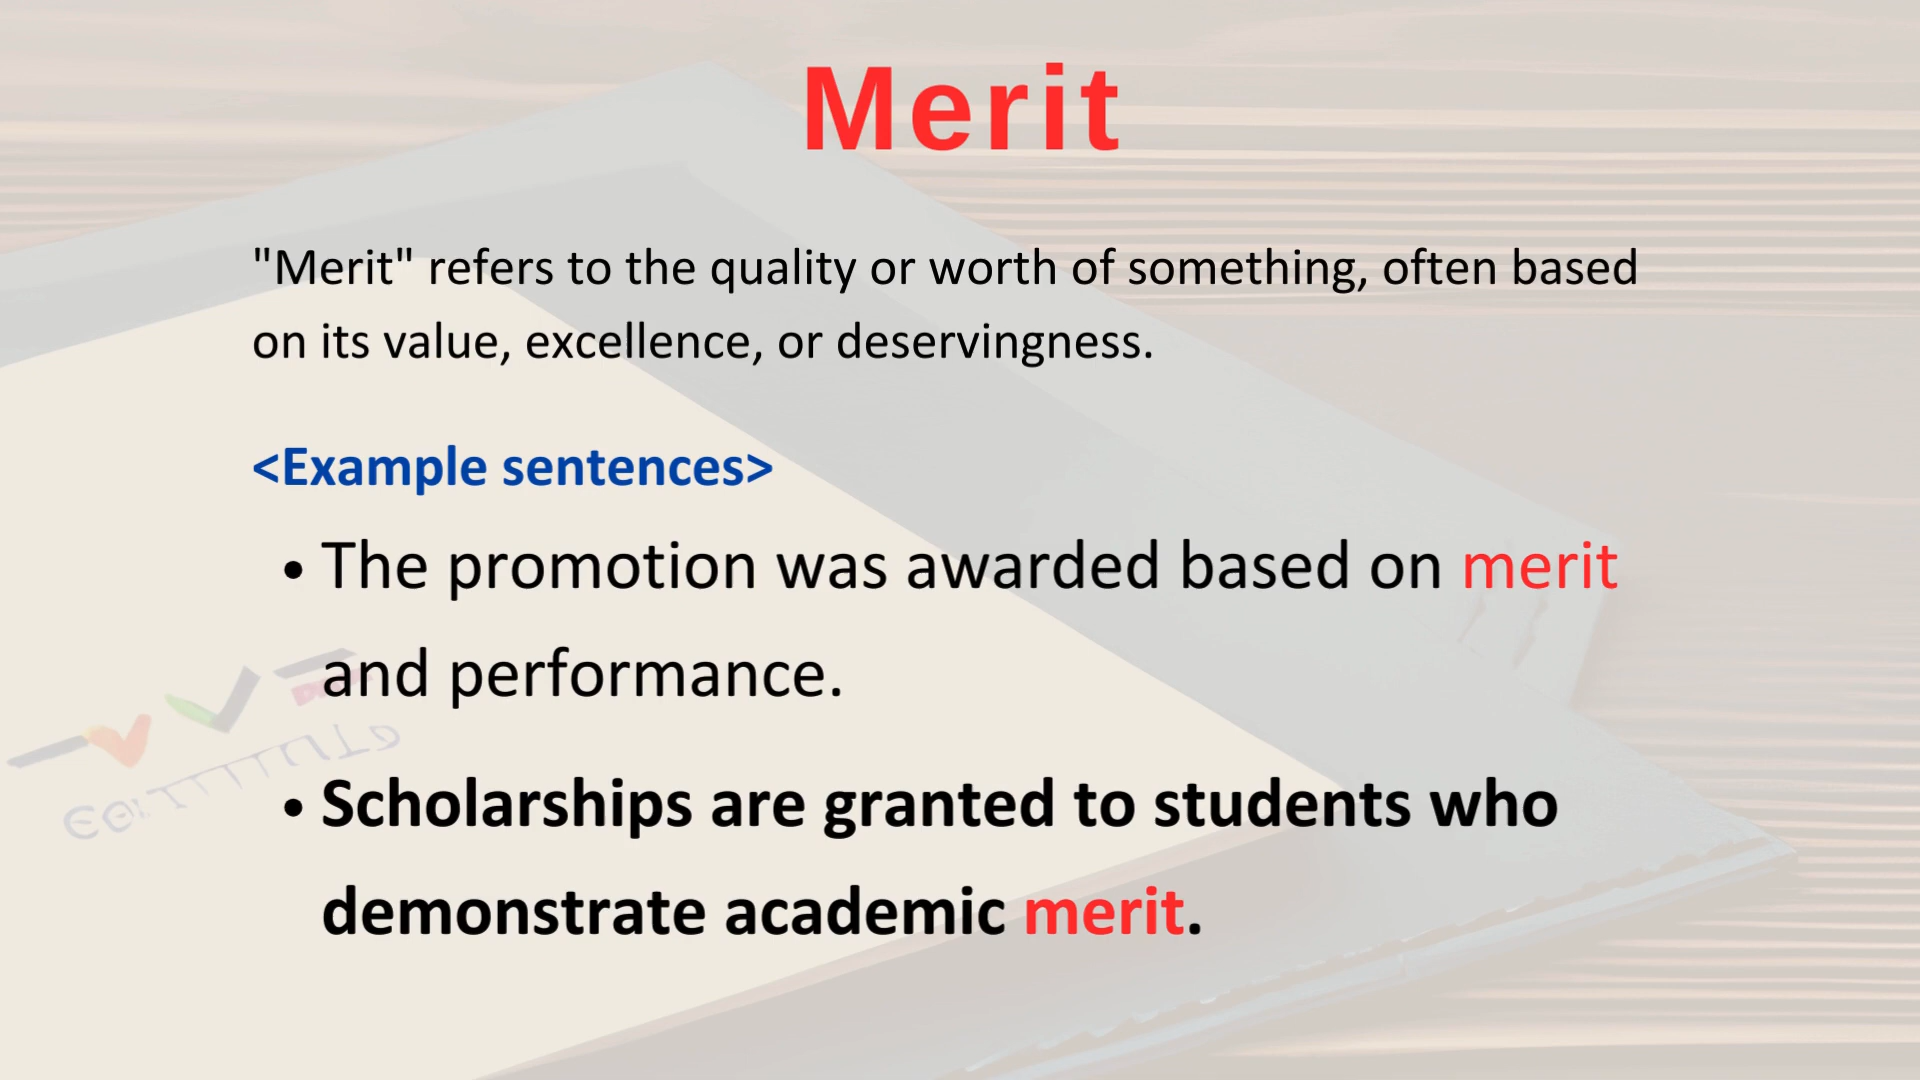 Merit
"Merit" refers to the quality or worth of something, often based
on its value, excellence, or deservingness.
<Example sentences>
• The promotion was awarded based on merit
and performance.
• Scholarships are granted to students who
demonstrate academic merit.